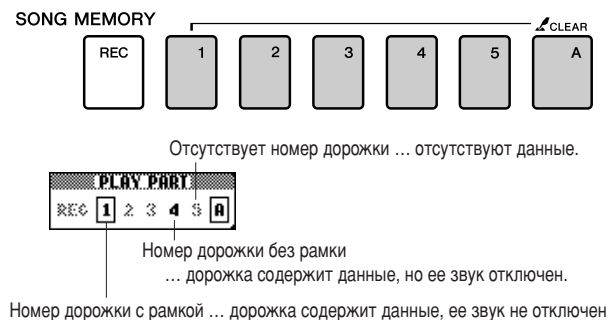 SONG MEMORY
CLEAR
REC 1 2 3 4 5 A
Отсутствует номер дорожки ... отсутствуют данные.
PLAY PART
REC 1 2 3 4 5 A
Номер дорожки без рамки
... дорожка содержит данные, но ее звук отключен.
Номер дорожки с рамкой ... дорожка содержит данные, ее звук не отключен